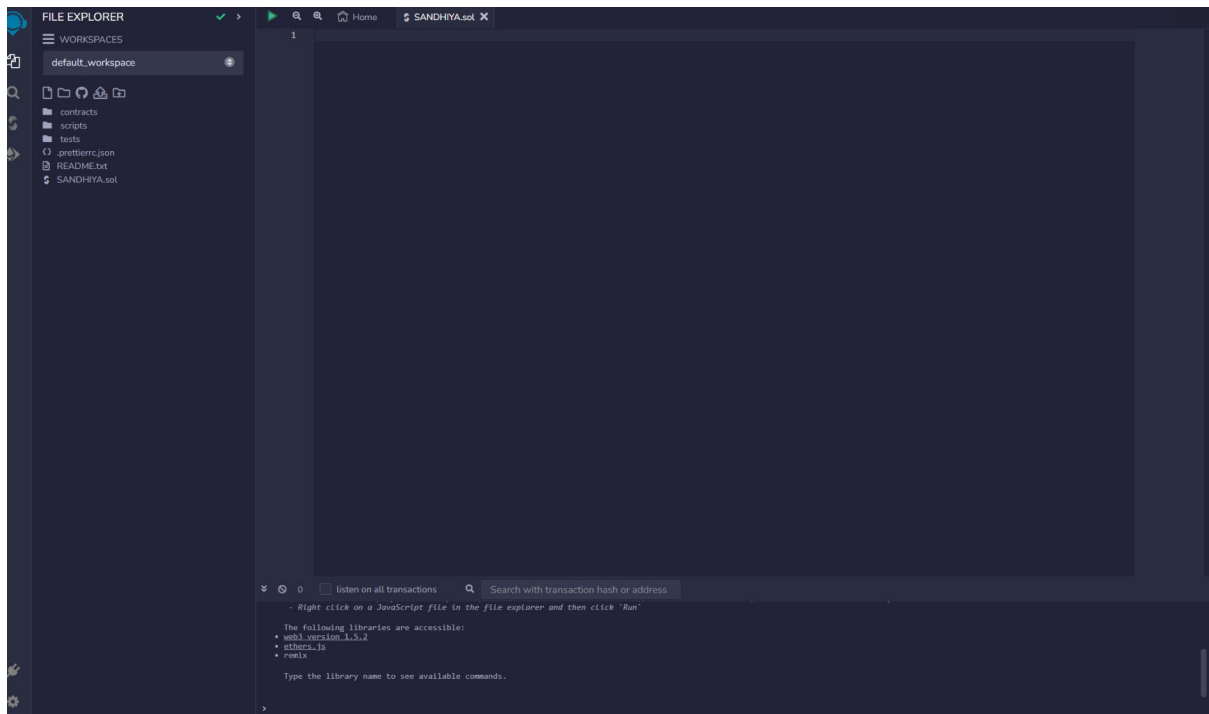 FILE EXPLORER
WORKSPACES
default_workspace
contracts
scripts
tests
.prettierrc.json
README.txt
SANDHIYA.sol
Home
SANDHIYA.sol
1
0
listen on all transactions
Search with transaction hash or address
- Right click on a JavaScript file in the file explorer and then click `Run`
The following libraries are accessible:
• web3 version 1.5.2
• ethers.js
• remix
Type the library name to see available commands.
>